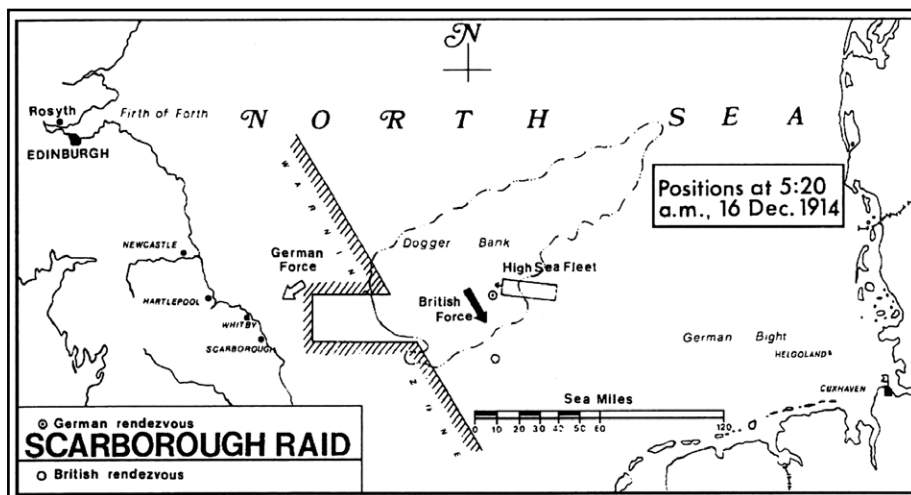 N
Rosyth
Firth of Forth
EDINBURGH
N O R T H S E A
WARNING
ZONE
Positions at 5:20
a.m., 16 Dec. 1914
NEWCASTLE
German
Force
Dogger Bank
High Sea Fleet
British
Force
HARTLEPOOL
WHITBY
SCARBOROUGH
German Bight
HELGOLAND
CUXHAVEN
Sea Miles
0 10 20 30 40 50 60 120
German rendezvous
SCARBOROUGH RAID
British rendezvous